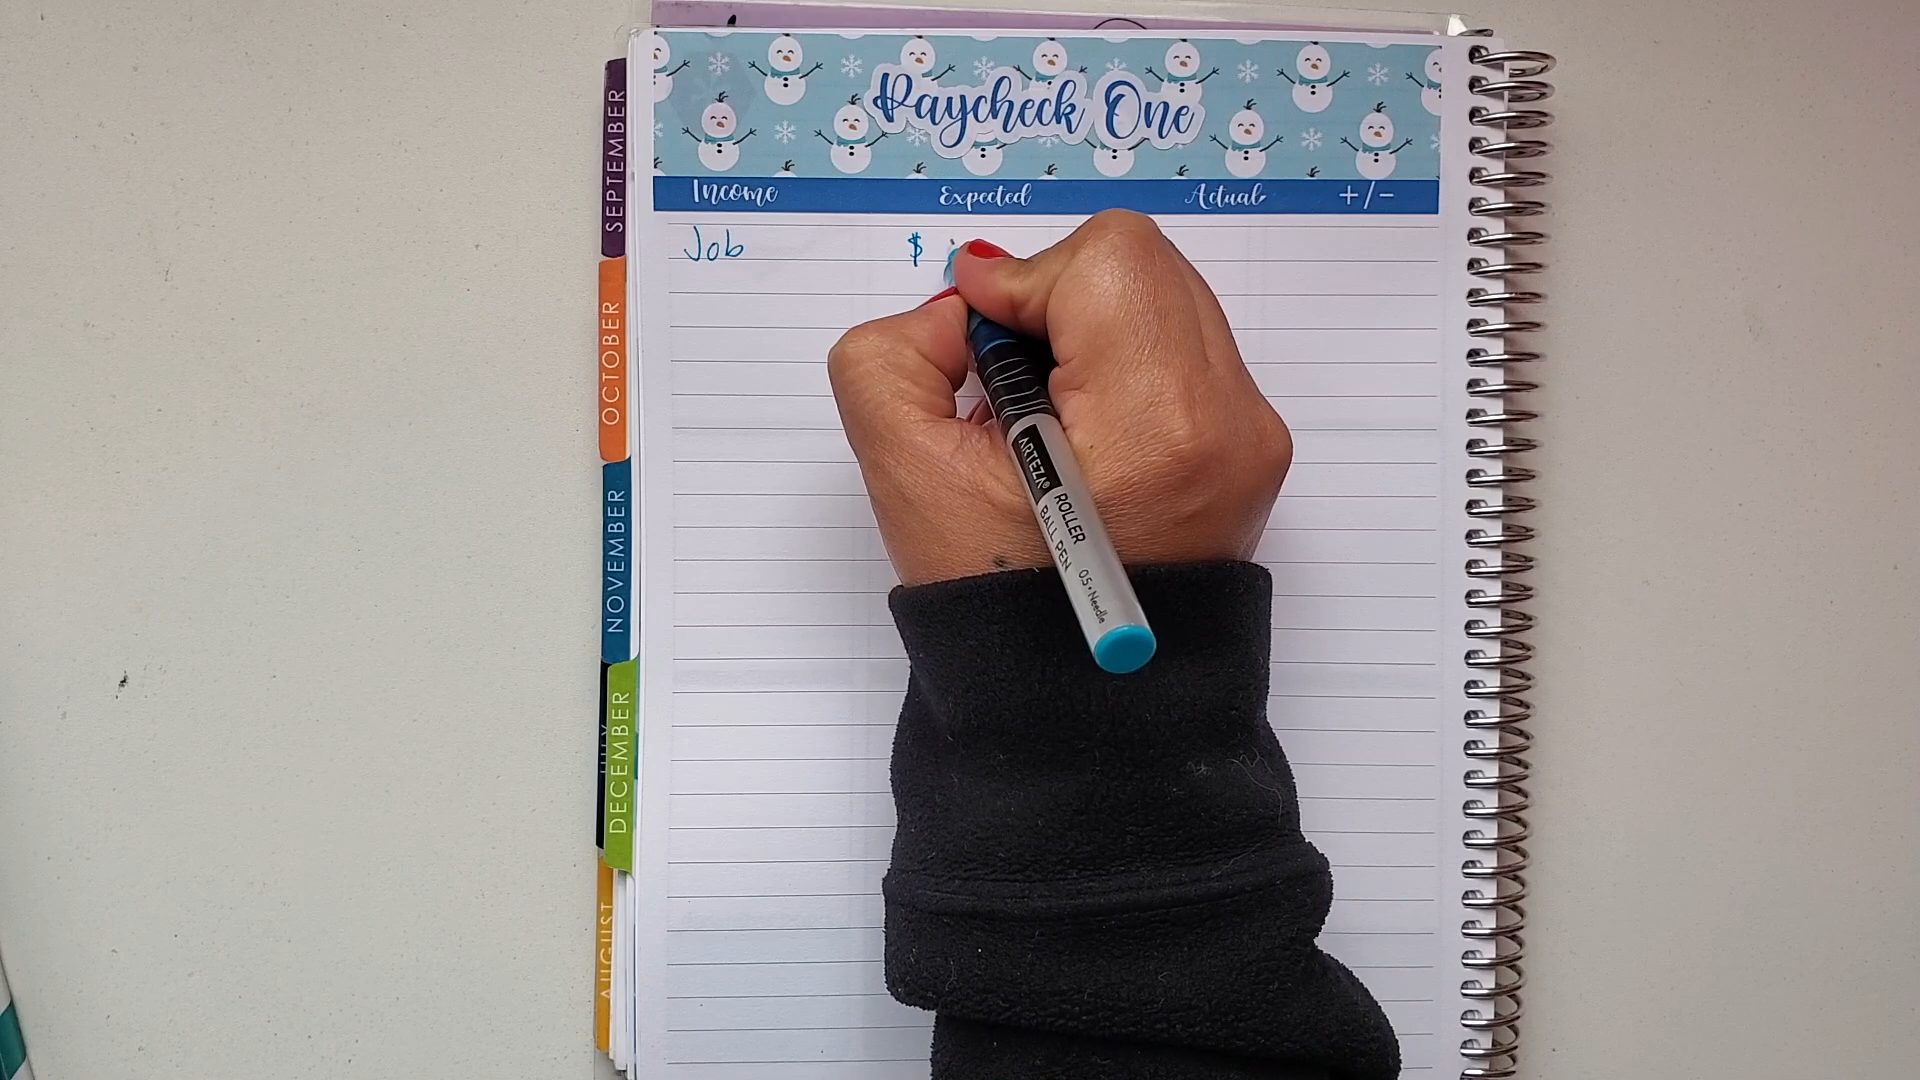 Paycheck One
Income Expected Actual +/-
Job $
SEPTEMBER
OCTOBER
NOVEMBER
DECEMBER
AUGUST
ARTEZA®
ROLLER
BALL PEN
0.5 • Needle